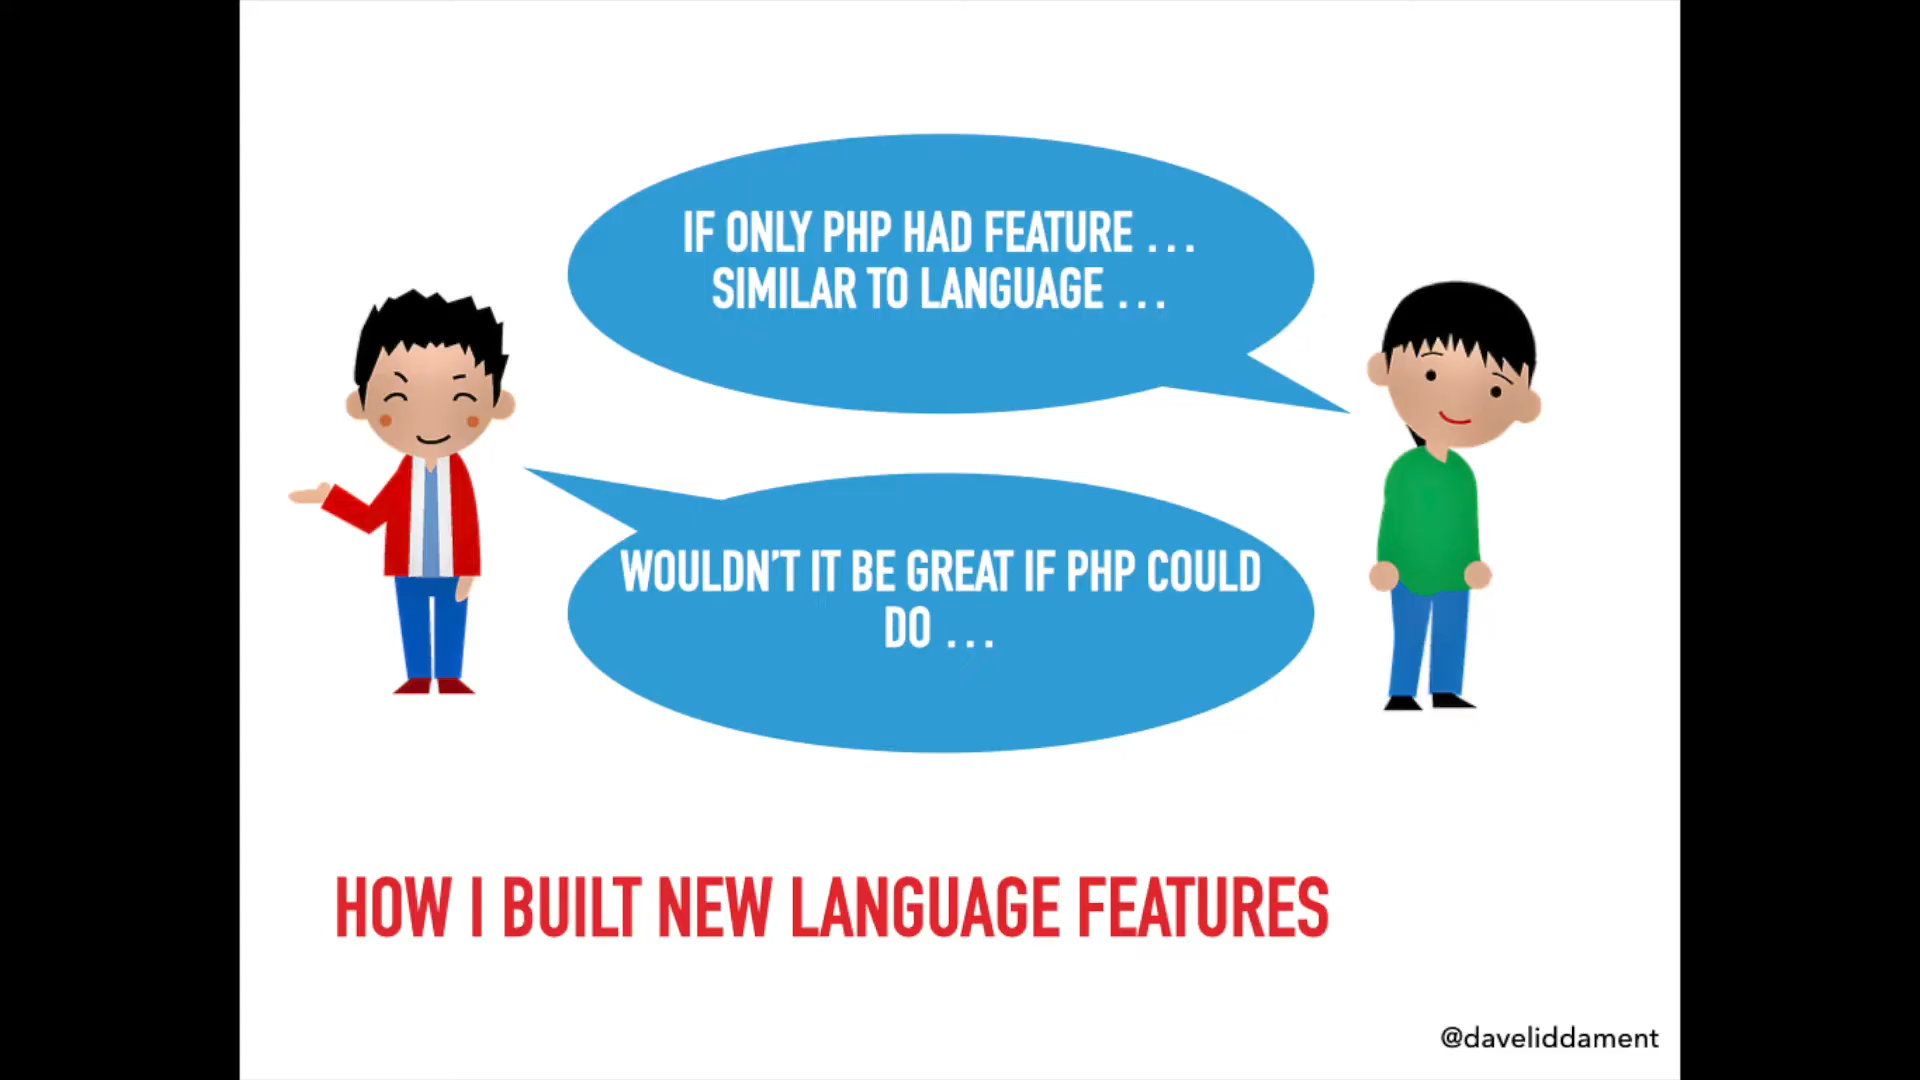 IF ONLY PHP HAD FEATURE ...
SIMILAR TO LANGUAGE ...
WOULDN'T IT BE GREAT IF PHP COULD
DO ...
HOW I BUILT NEW LANGUAGE FEATURES
@daveliddament